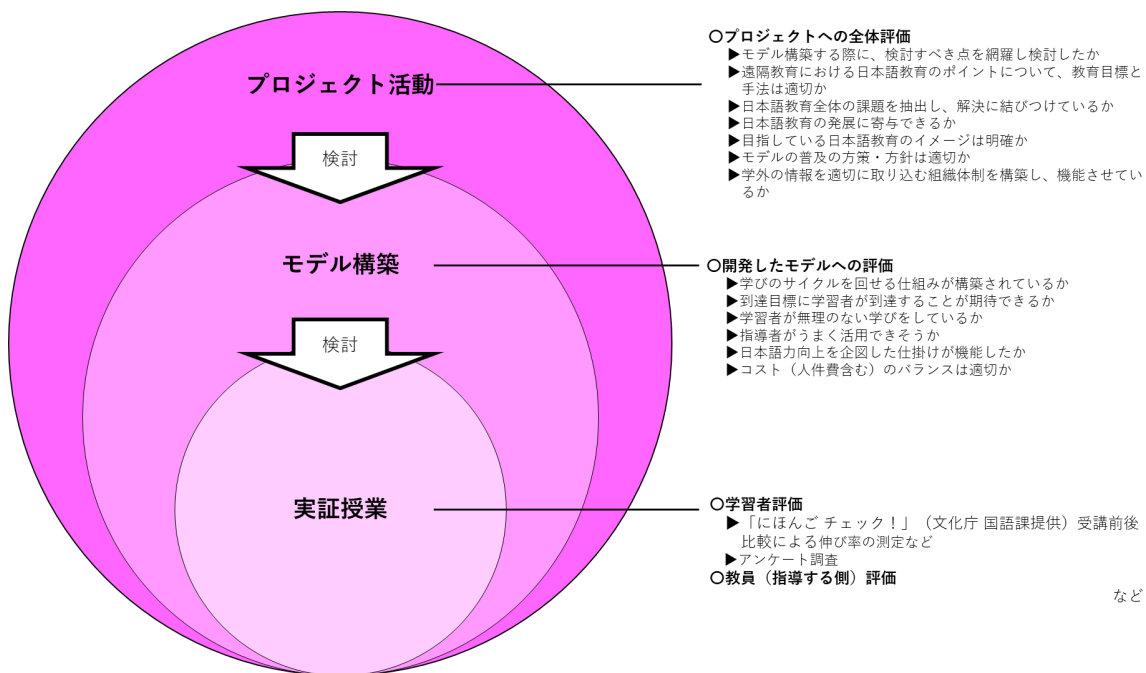 プロジェクト活動
検討
モデル構築
検討
実証授業
〇プロジェクトへの全体評価
▶モデル構築する際に、検討すべき点を網羅し検討したか
▶遠隔教育における日本語教育のポイントについて、教育目標と
手法は適切か
▶日本語教育全体の課題を抽出し、解決に結びつけているか
▶日本語教育の発展に寄与できるか
▶目指している日本語教育のイメージは明確か
▶モデルの普及の方策・方針は適切か
▶学外の情報を適切に取り込む組織体制を構築し、機能させてい
るか
〇開発したモデルへの評価
▶学びのサイクルを回せる仕組みが構築されているか
▶到達目標に学習者が到達することが期待できるか
▶学習者が無理のない学びをしているか
▶指導者がうまく活用できそうか
▶日本語力向上を企図した仕掛けが機能したか
▶コスト（人件費含む）のバランスは適切か
〇学習者評価
▶「にほんご チェック！」（文化庁 国語課提供）受講前後
比較による伸び率の測定など
▶アンケート調査
〇教員（指導する側）評価
など